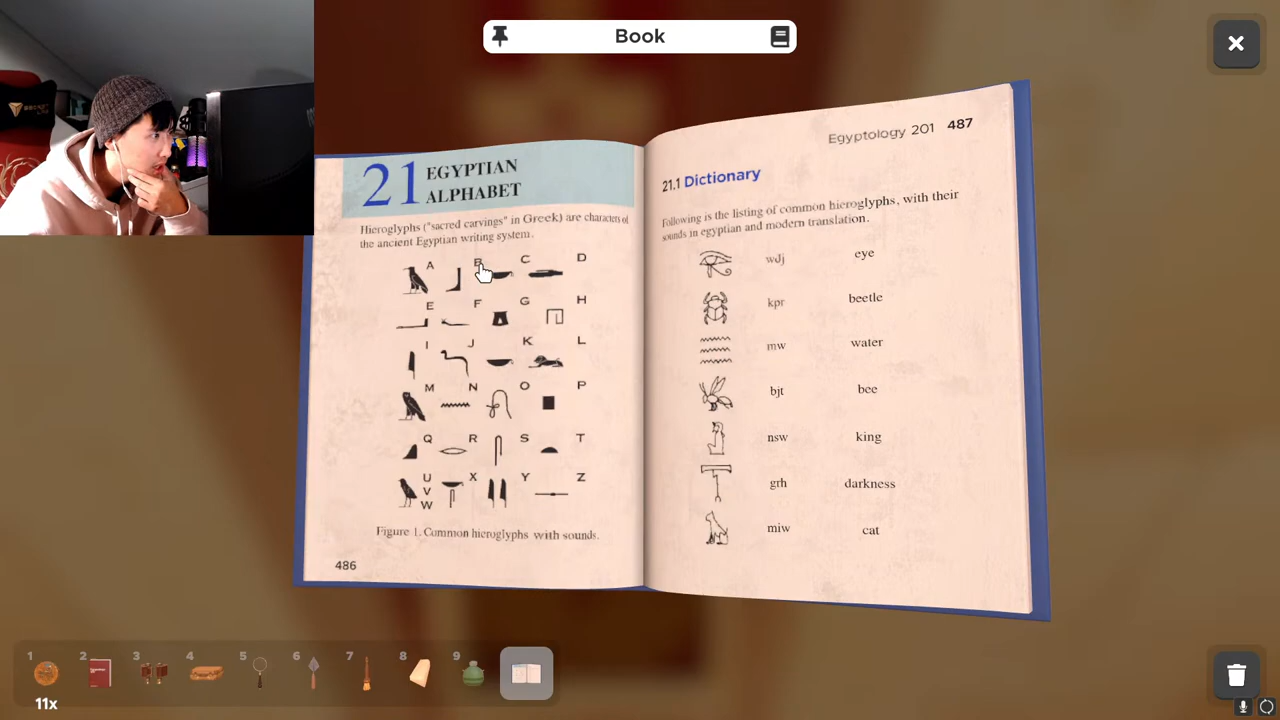 Book
21 EGYPTIAN
ALPHABET
Hieroglyphs ("sacred carvings" in Greek) are characters of
the ancient Egyptian writing system.
A B C D
E F G H
I J K L
M N O P
Q R S T
U
V
W
X Y Z
Figure 1. Common hieroglyphs with sounds.
486
Egyptology 201 487
21.1 Dictionary
Following is the listing of common hieroglyphs, with their
sounds in egyptian and modern translation.
wdj eye
kpr beetle
mw water
bjt bee
nsw king
grh darkness
miw cat
1 2 3 4 5 6 7 8 9
11x